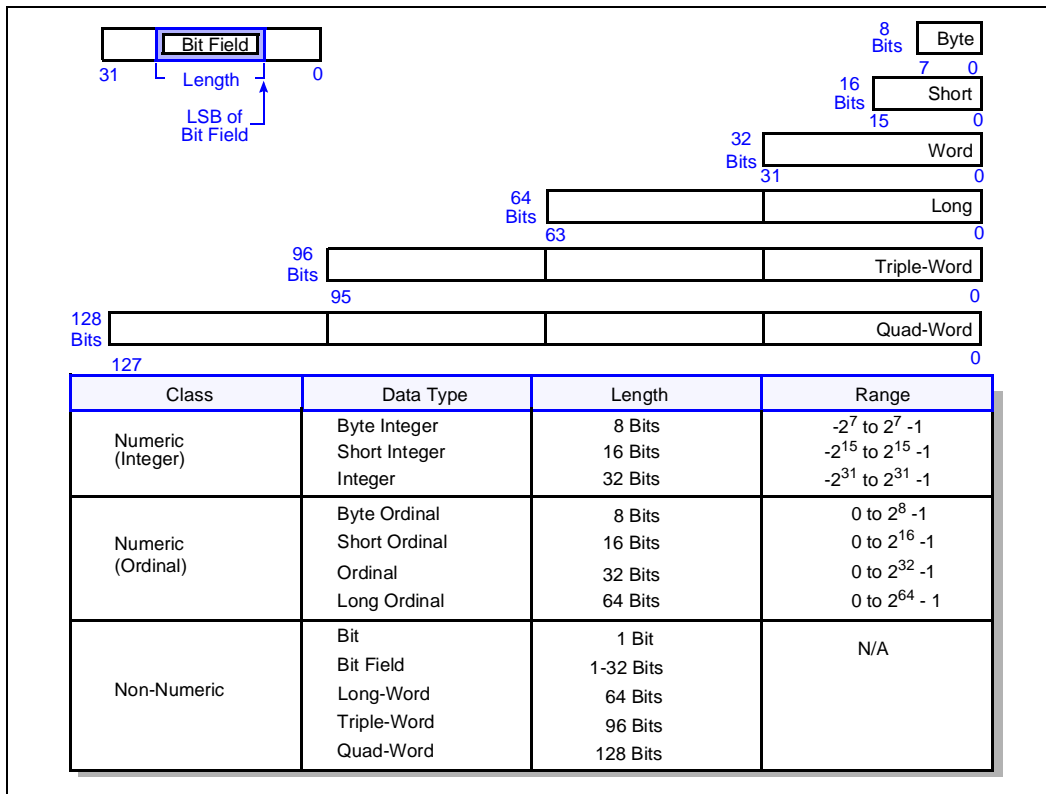 Bit Field
31 Length 0
LSB of
Bit Field
8
Bits Byte
7 0
16
Bits Short
15 0
32
Bits Word
31 0
64
Bits Long
63 0
96
Bits Triple-Word
95 0
128
Bits Quad-Word
127 0
Class Data Type Length Range
Numeric
(Integer)
Byte Integer 8 Bits -2^7 to 2^7 -1
Short Integer 16 Bits -2^15 to 2^15 -1
Integer 32 Bits -2^31 to 2^31 -1
Numeric
(Ordinal)
Byte Ordinal 8 Bits 0 to 2^8 -1
Short Ordinal 16 Bits 0 to 2^16 -1
Ordinal 32 Bits 0 to 2^32 -1
Long Ordinal 64 Bits 0 to 2^64 - 1
Non-Numeric
Bit 1 Bit N/A
Bit Field 1-32 Bits
Long-Word 64 Bits
Triple-Word 96 Bits
Quad-Word 128 Bits